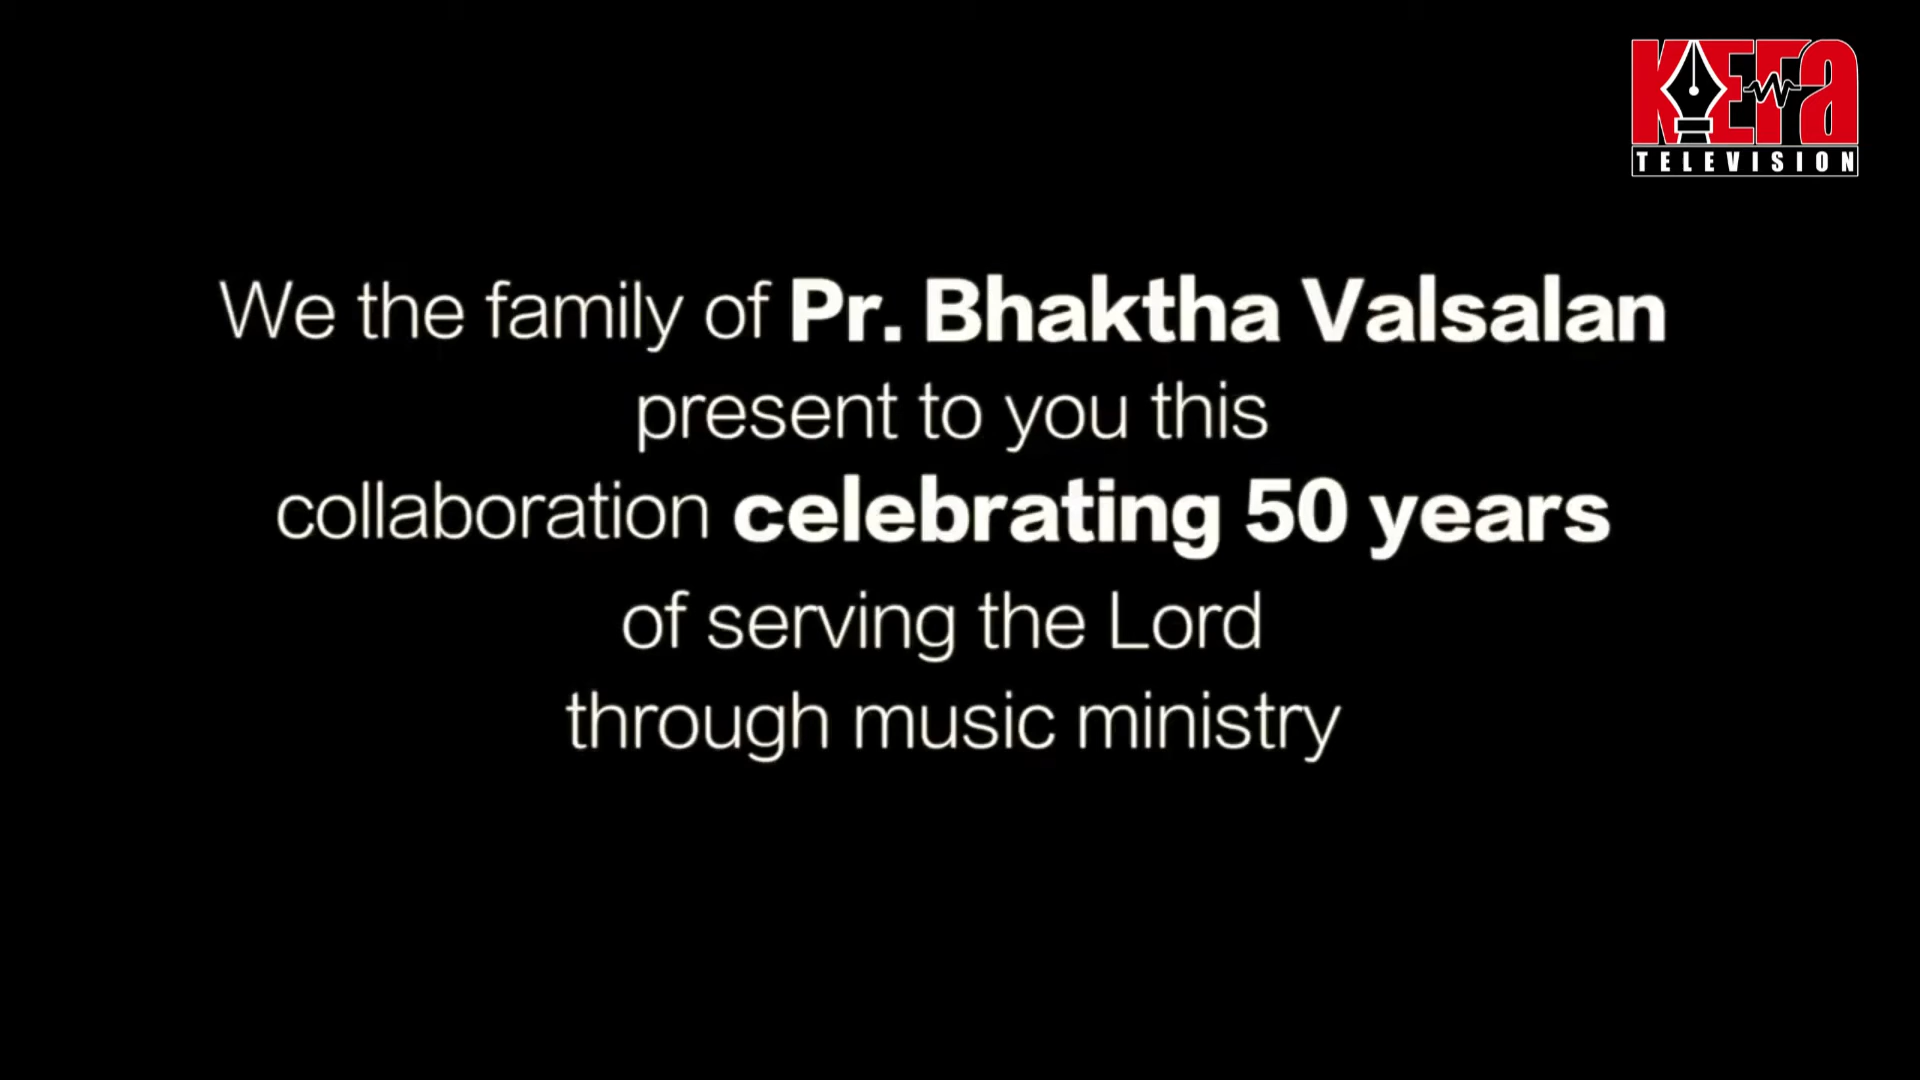 KEFa
TELEVISION
We the family of Pr. Bhaktha Valsalan
present to you this
collaboration celebrating 50 years
of serving the Lord
through music ministry